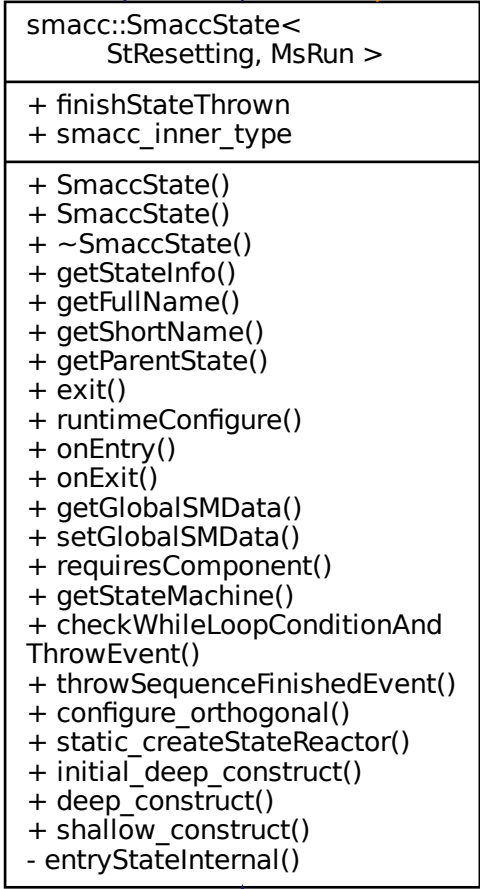 smacc::SmaccState<
StResetting, MsRun >
+ finishStateThrown
+ smacc_inner_type
+ SmaccState()
+ SmaccState()
+ ~SmaccState()
+ getStateInfo()
+ getFullName()
+ getShortName()
+ getParentState()
+ exit()
+ runtimeConfigure()
+ onEntry()
+ onExit()
+ getGlobalSMData()
+ setGlobalSMData()
+ requiresComponent()
+ getStateMachine()
+ checkWhileLoopConditionAnd
ThrowEvent()
+ throwSequenceFinishedEvent()
+ configure_orthogonal()
+ static_createStateReactor()
+ initial_deep_construct()
+ deep_construct()
+ shallow_construct()
- entryStateInternal()